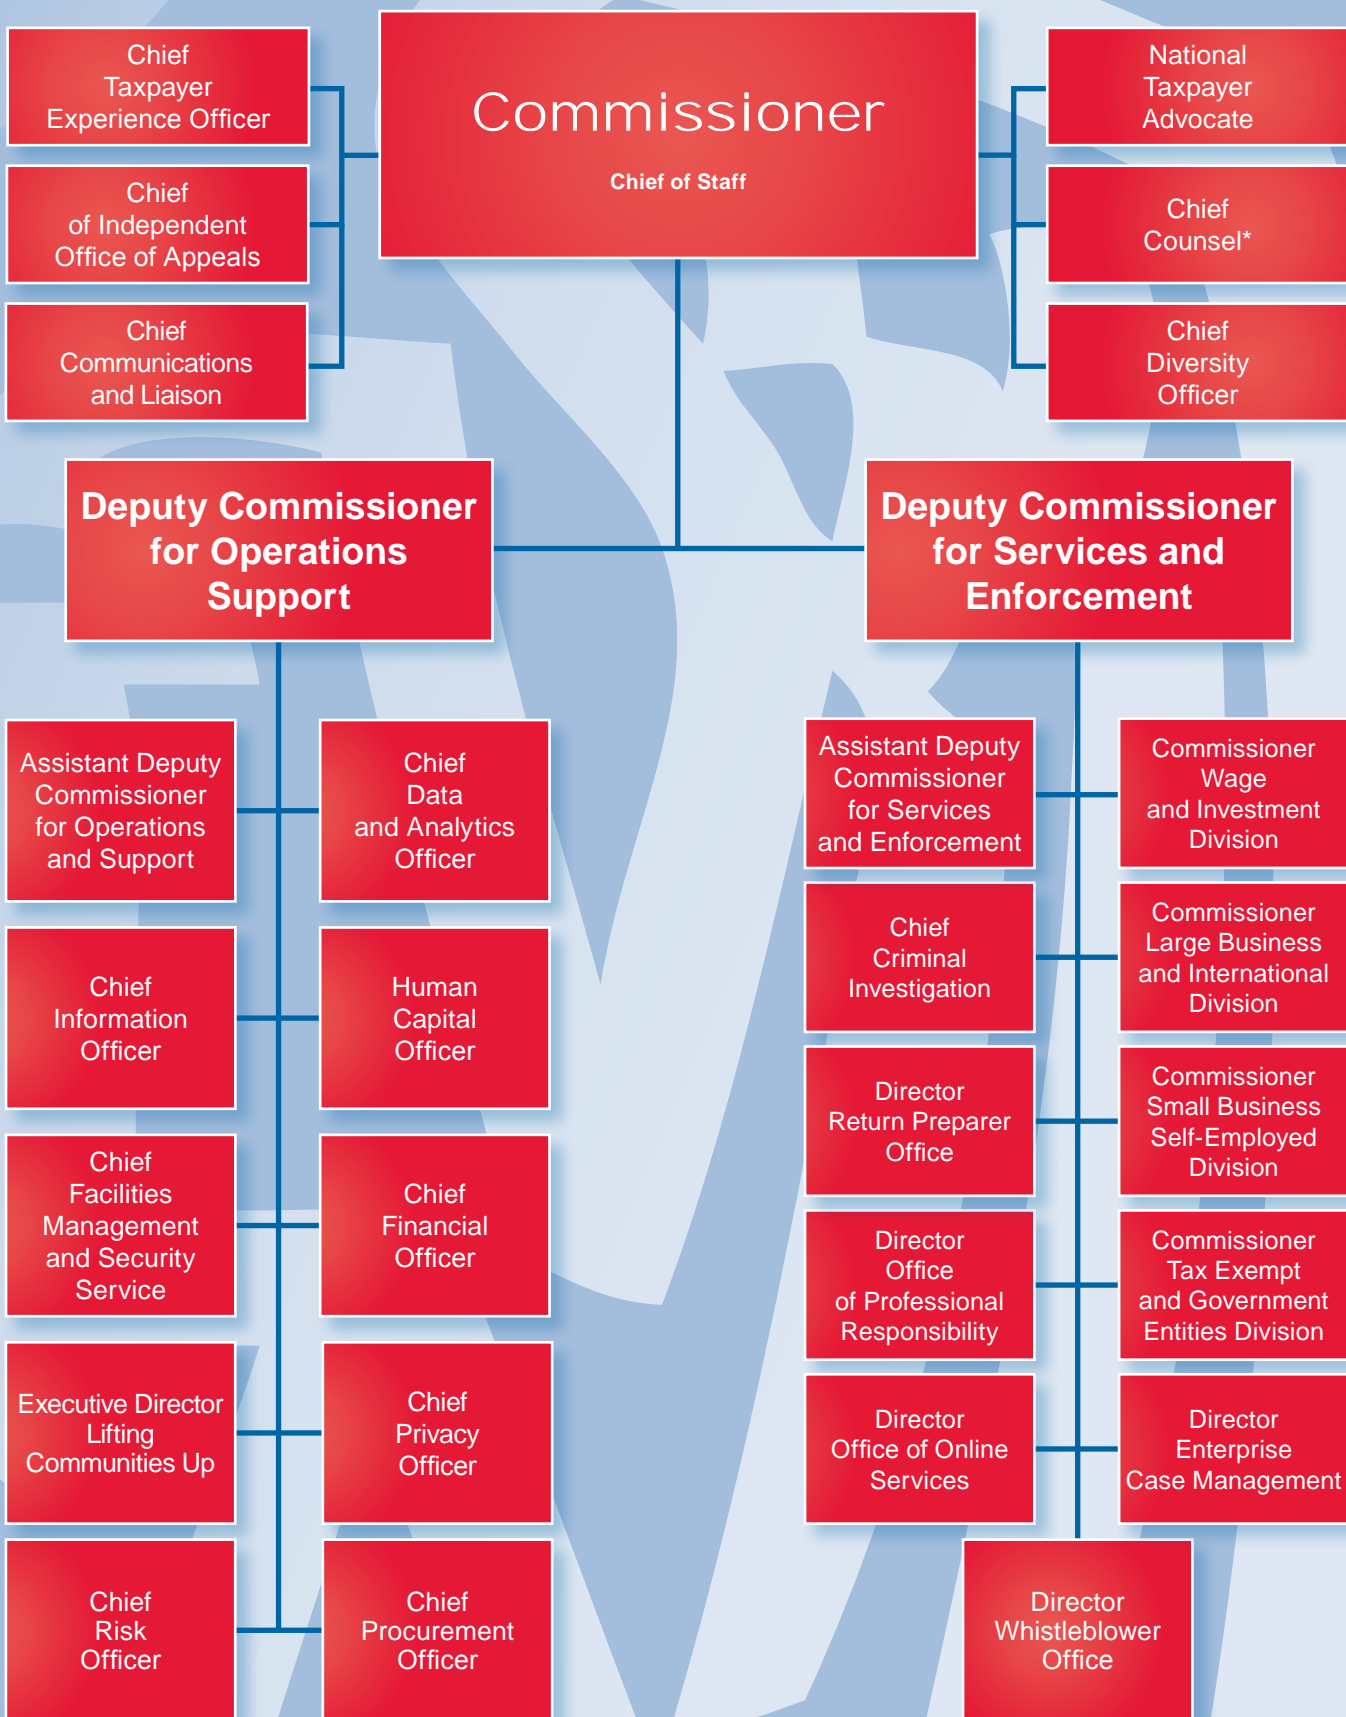 Chief
Taxpayer
Experience Officer
Commissioner
Chief of Staff
National
Taxpayer
Advocate
Chief
of Independent
Office of Appeals
Chief
Counsel*
Chief
Communications
and Liaison
Chief
Diversity
Officer
Deputy Commissioner
for Operations
Support
Deputy Commissioner
for Services and
Enforcement
Assistant Deputy
Commissioner
for Operations
and Support
Chief
Data
and Analytics
Officer
Chief
Information
Officer
Human
Capital
Officer
Chief
Facilities
Management
and Security
Service
Chief
Financial
Officer
Executive Director
Lifting
Communities Up
Chief
Privacy
Officer
Chief
Risk
Officer
Chief
Procurement
Officer
Assistant Deputy
Commissioner
for Services
and Enforcement
Commissioner
Wage
and Investment
Division
Chief
Criminal
Investigation
Commissioner
Large Business
and International
Division
Director
Return Preparer
Office
Commissioner
Small Business
Self-Employed
Division
Director
Office
of Professional
Responsibility
Commissioner
Tax Exempt
and Government
Entities Division
Director
Office of Online
Services
Director
Enterprise
Case Management
Director
Whistleblower
Office